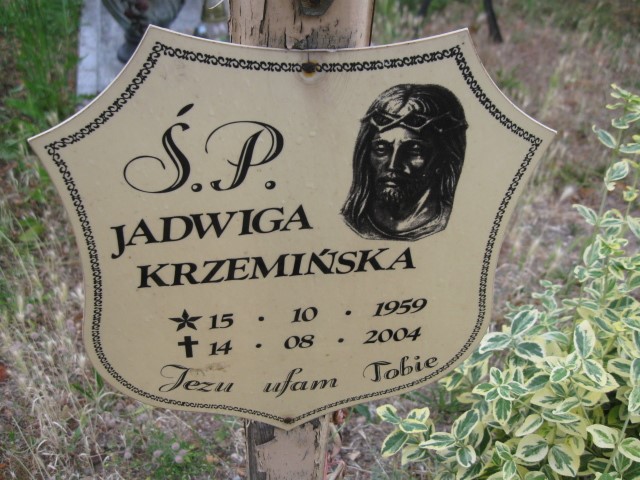 Ś.P.
JADWIGA
KRZEMIŃSKA
★ 15 · 10 · 1959
✝ 14 · 08 · 2004
Jezu ufam Tobie